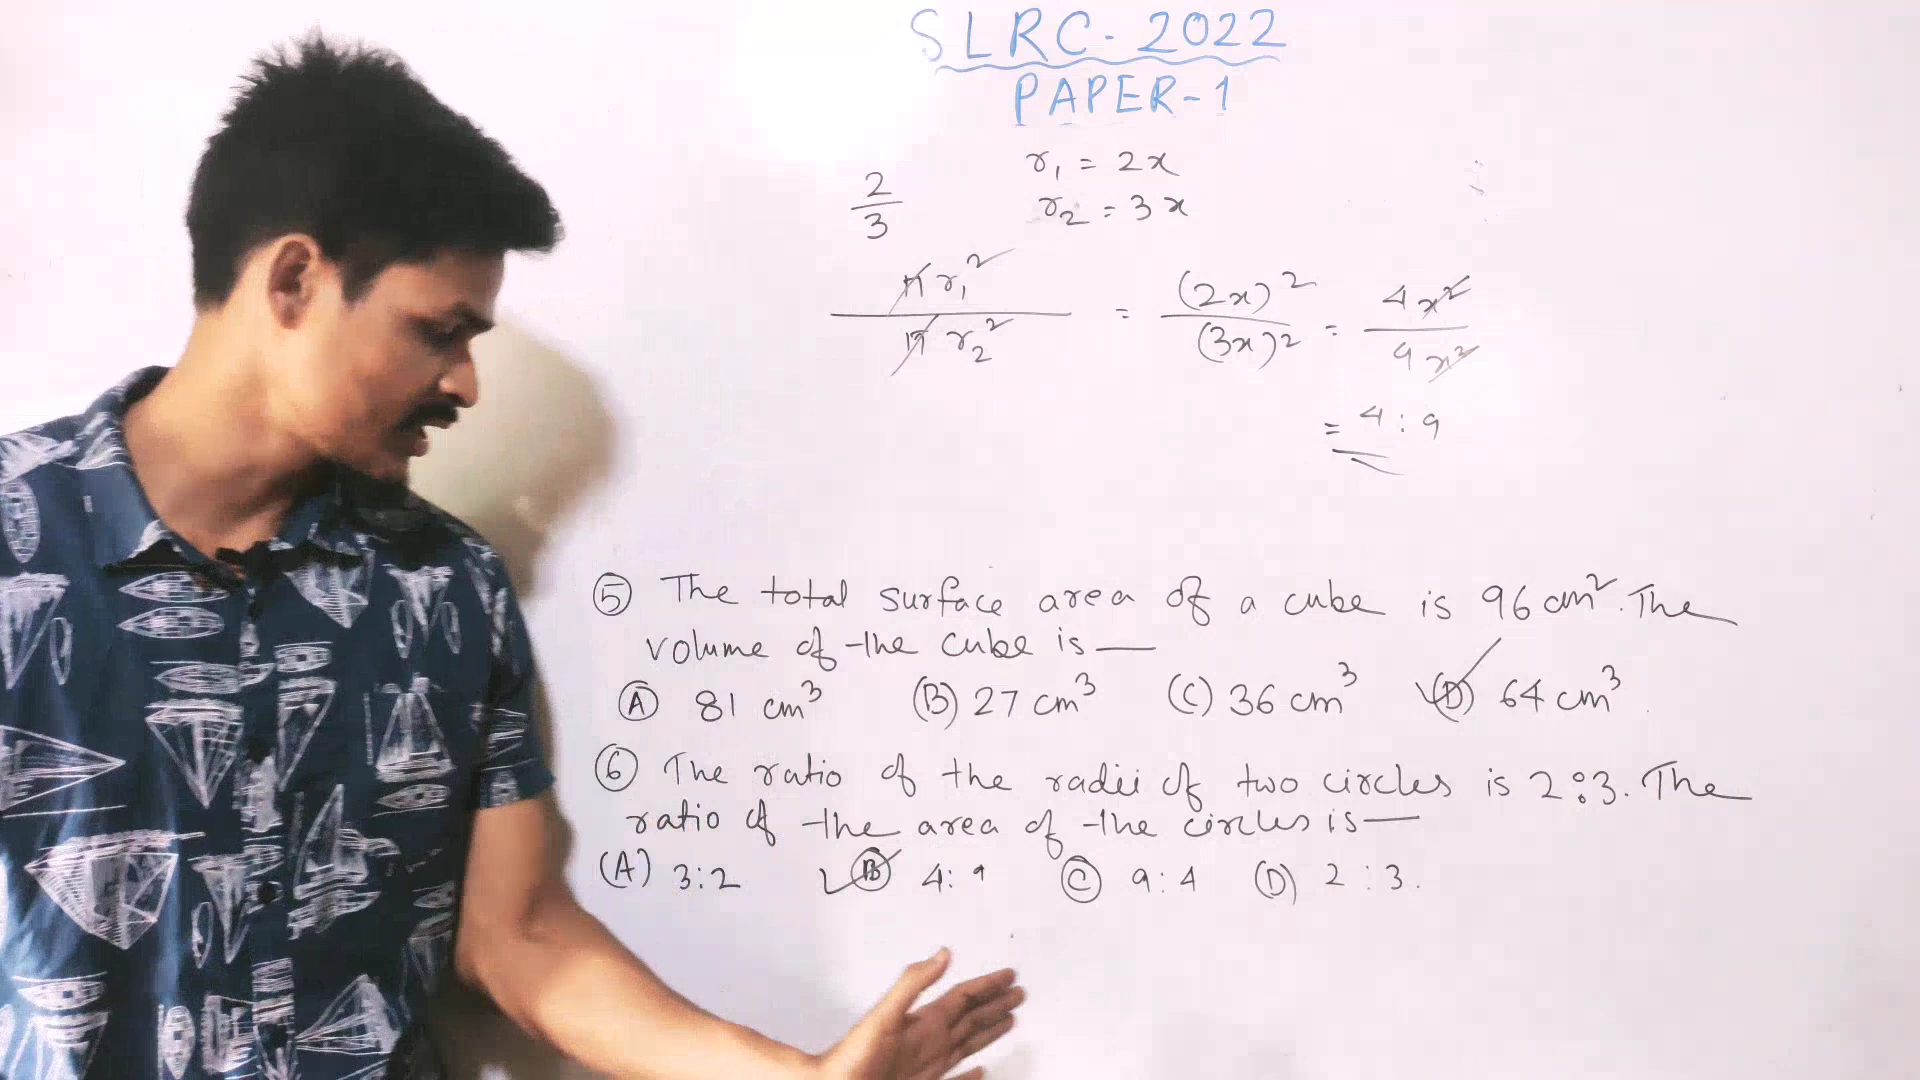 SLRC-2022
PAPER-1
2/3
r₁ = 2x
r₂ = 3x
πr₁²/πr₂² = (2x)²/(3x)² = 4x²/9x²
= 4:9
⑤ The total surface area of a cube is 96 cm². The
volume of the cube is —
Ⓐ 81 cm³ (B) 27 cm³ (C) 36 cm³ (D) 64 cm³
⑥ The ratio of the radii of two circles is 2:3. The
ratio of the area of the circles is —
(A) 3:2 Ⓑ 4:9 Ⓒ 9:4 (D) 2:3.